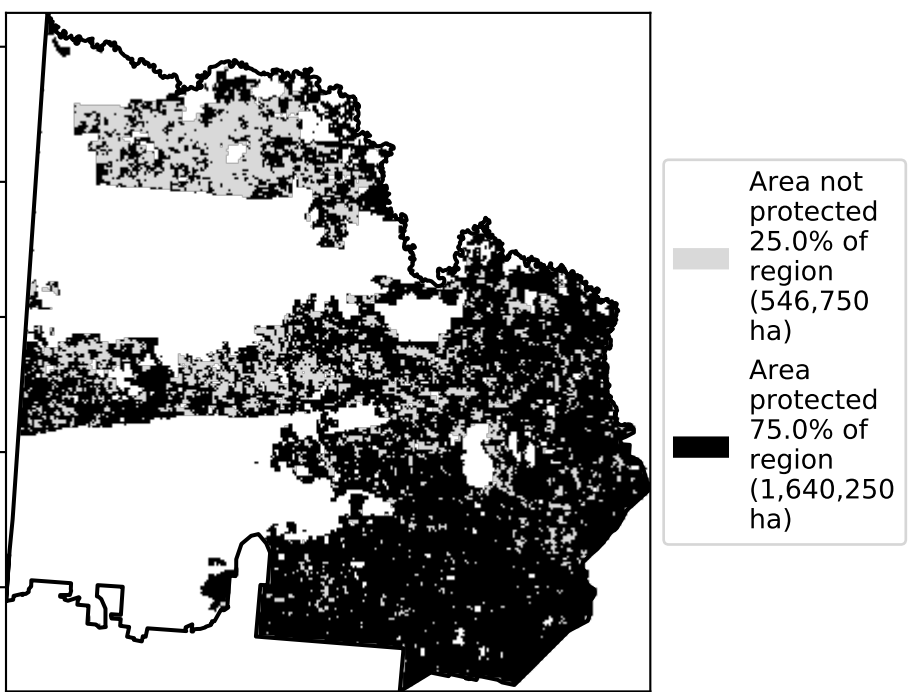 Area not
protected
25.0% of
region
(546,750
ha)
Area
protected
75.0% of
region
(1,640,250
ha)